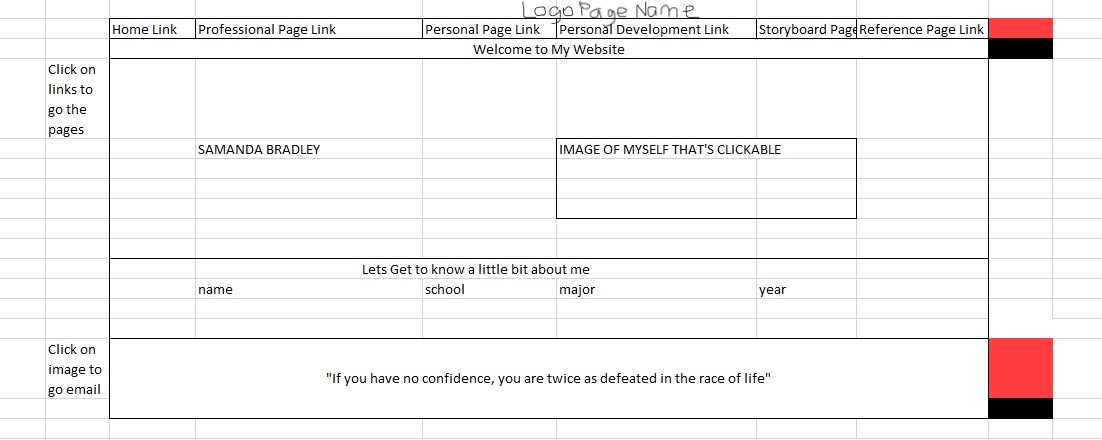 Logo Page Name
Home Link Professional Page Link Personal Page Link Personal Development Link Storyboard Page Reference Page Link
Welcome to My Website
Click on
links to
go the
pages
SAMANDA BRADLEY IMAGE OF MYSELF THAT'S CLICKABLE
Lets Get to know a little bit about me
name school major year
Click on
image to
go email
"If you have no confidence, you are twice as defeated in the race of life"